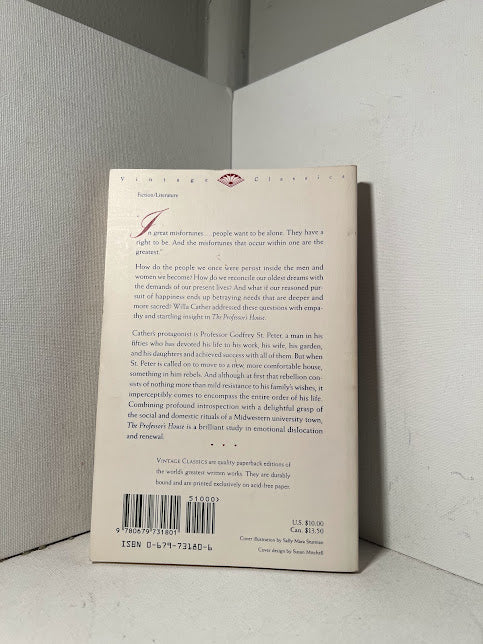 Vintage Classics
Fiction/Literature
"In great misfortunes... people want to be alone. They have a
right to be. And the misfortunes that occur within one are the
greatest."
How do the people we once were persist inside the men and
women we become? How do we reconcile our oldest dreams with
the demands of our present lives? And what if our reasoned pur-
suit of happiness ends up betraying needs that are deeper and
more sacred? Willa Cather addressed these questions with empa-
thy and startling insight in The Professor's House.
Cather's protagonist is Professor Godfrey St. Peter, a man in his
fifties who has devoted his life to his work, his wife, his garden,
and his daughters and achieved success with all of them. But when
St. Peter is called on to move to a new, more comfortable house,
something in him rebels. And although at first that rebellion con-
sists of nothing more than mild resistance to his family's wishes, it
imperceptibly comes to encompass the entire order of his life.
Combining profound introspection with a delightful grasp of
the social and domestic rituals of a Midwestern university town,
The Professor's House is a brilliant study in emotional dislocation
and renewal.
• • •
VINTAGE CLASSICS are quality paperback editions of
the world's greatest written works. They are durably
bound and are printed exclusively on acid-free paper.
51000
9 780679 731801
ISBN 0-679-73180-6
U.S. $10.00
Can. $13.50
Cover illustration by Sally Mara Sturman
Cover design by Susan Mitchell